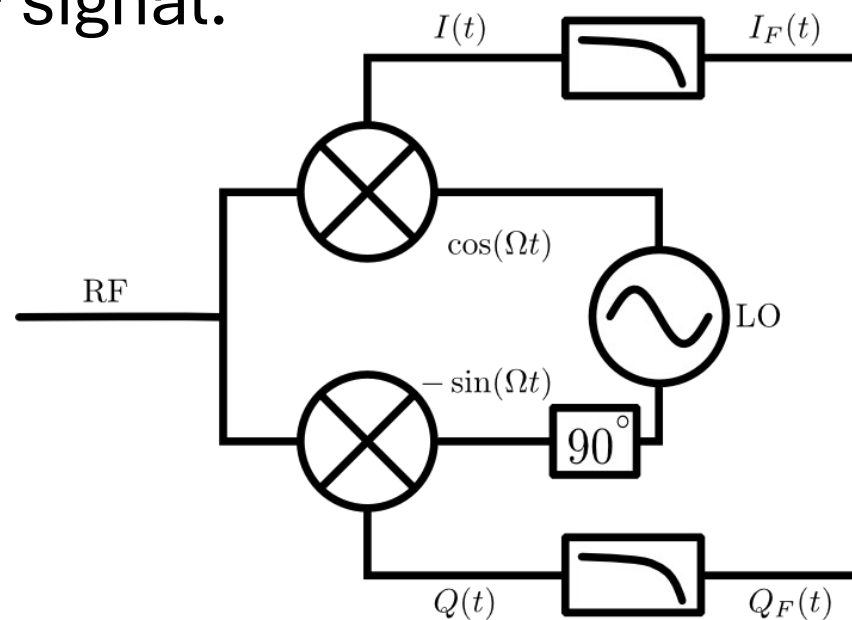 signal.
I(t)
I_F(t)
cos(Ωt)
RF
LO
− sin(Ωt)
90°
Q(t)
Q_F(t)